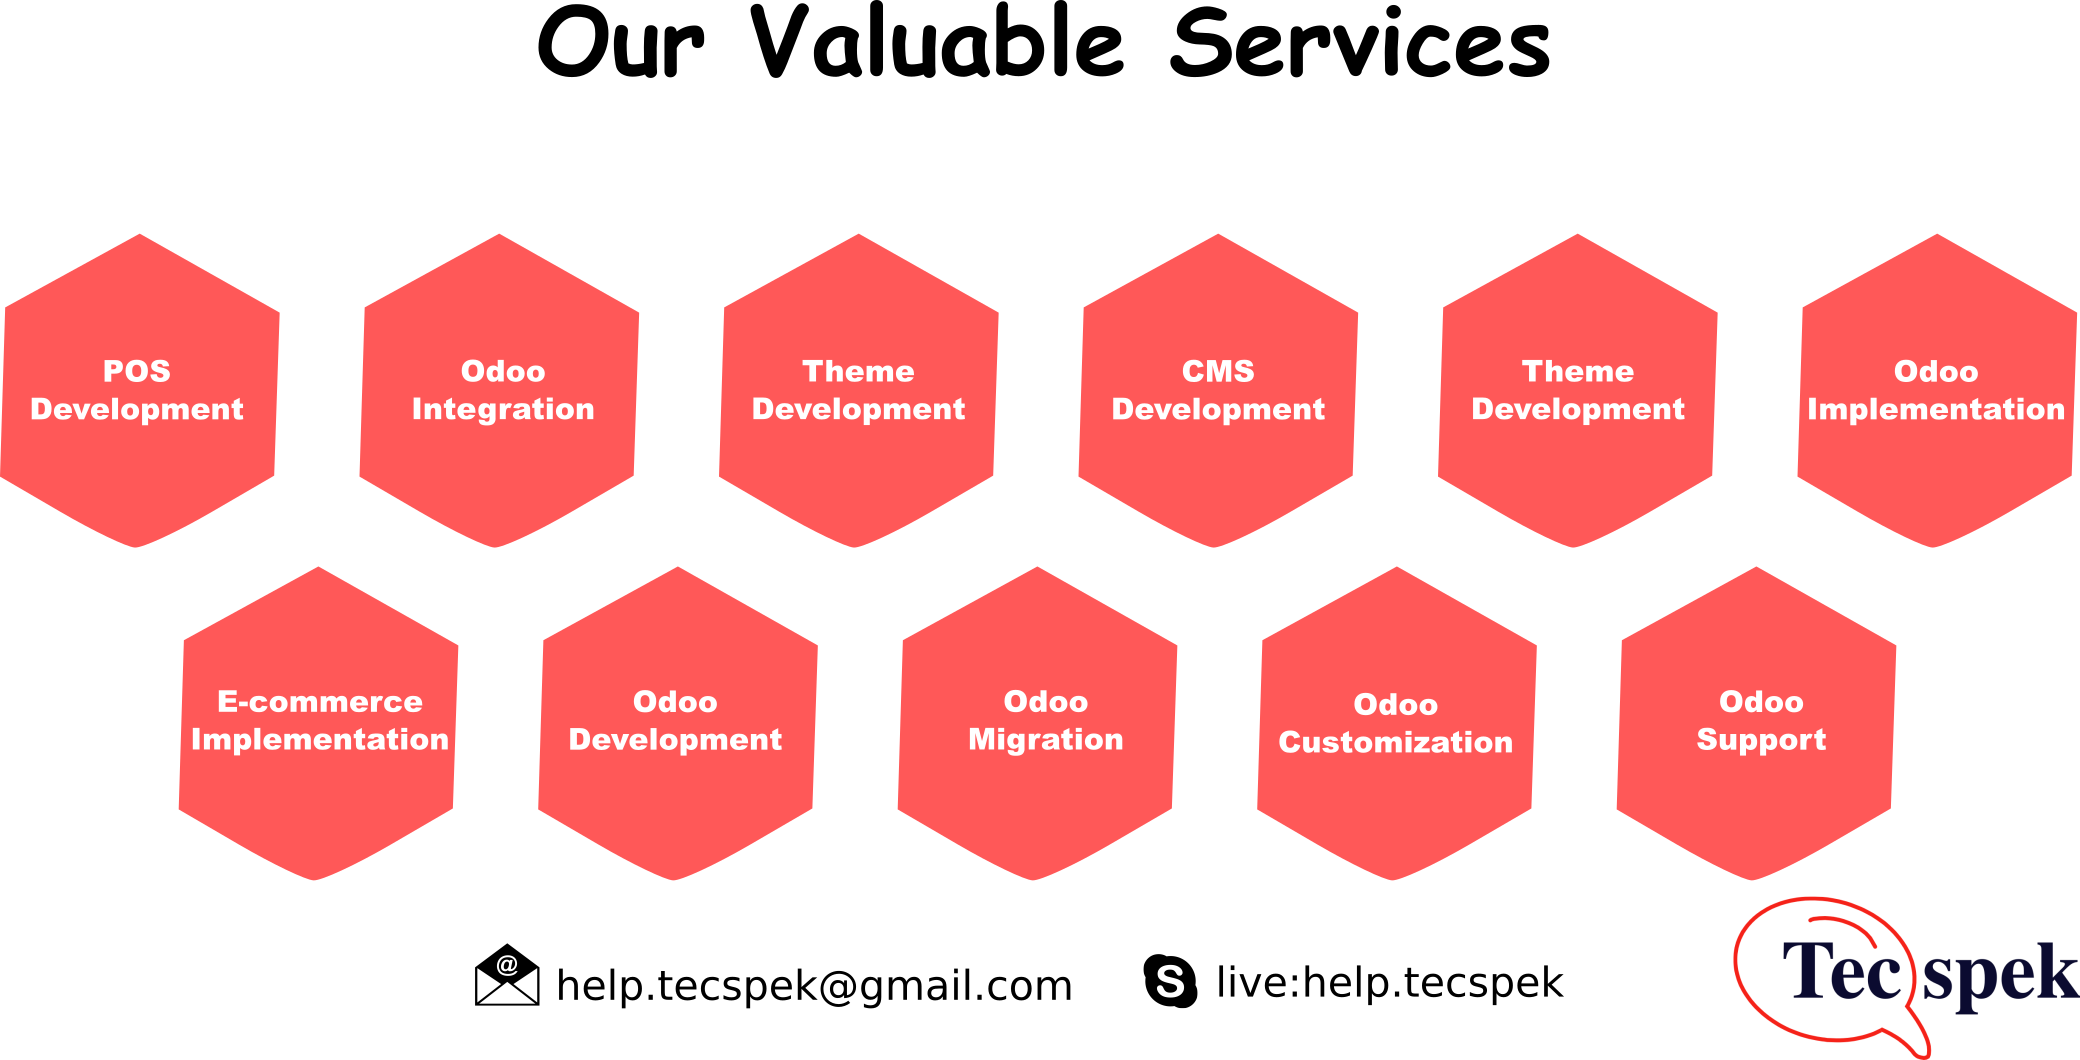 Our Valuable Services
POS
Development
Odoo
Integration
Theme
Development
CMS
Development
Theme
Development
Odoo
Implementation
E-commerce
Implementation
Odoo
Development
Odoo
Migration
Odoo
Customization
Odoo
Support
@ help.tecspek@gmail.com
S live:help.tecspek
Tecspek